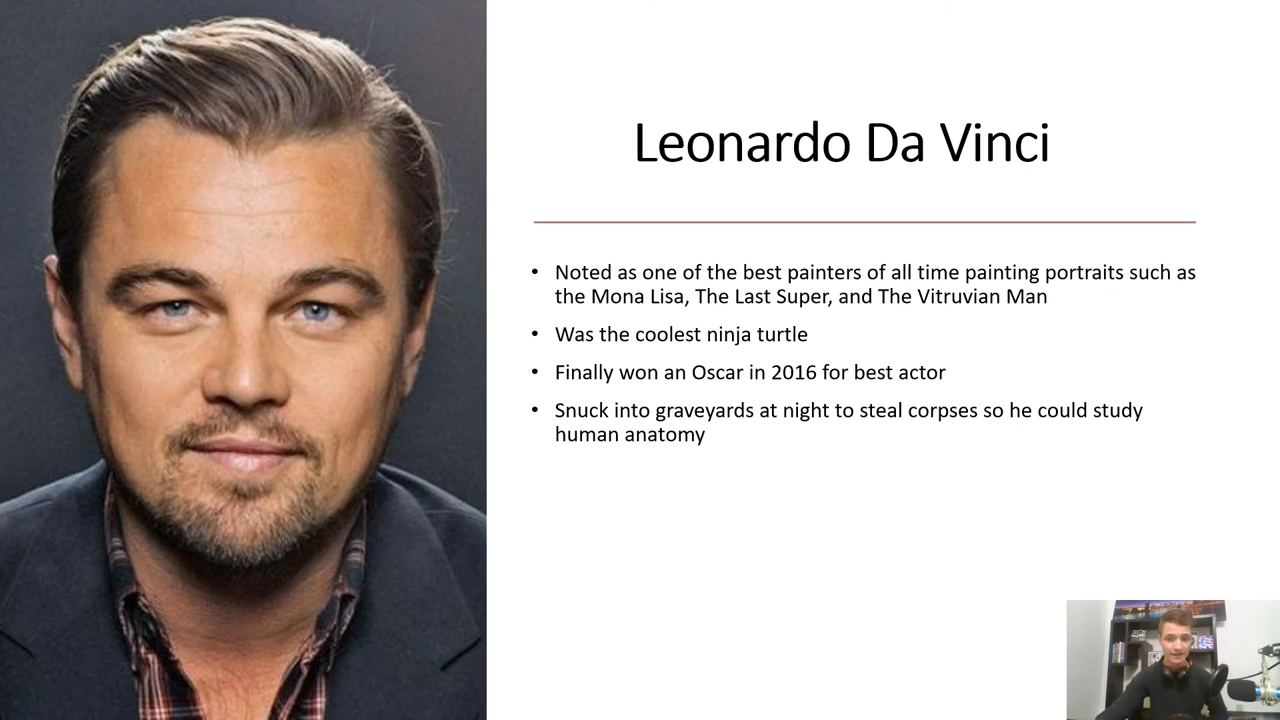 Leonardo Da Vinci
• Noted as one of the best painters of all time painting portraits such as
the Mona Lisa, The Last Super, and The Vitruvian Man
• Was the coolest ninja turtle
• Finally won an Oscar in 2016 for best actor
• Snuck into graveyards at night to steal corpses so he could study
human anatomy